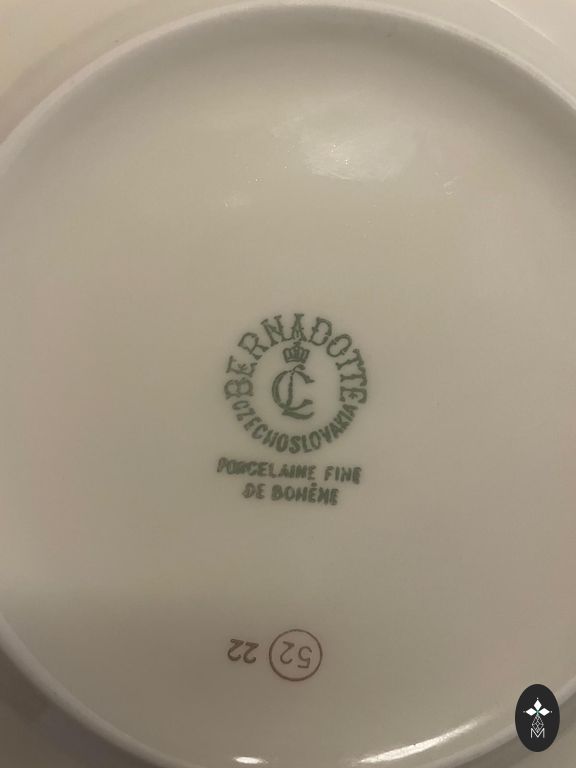 BERNADOTTE
CL
CZECHOSLOVAKIA
PORCELAINE FINE
DE BOHÊME
52 22
M